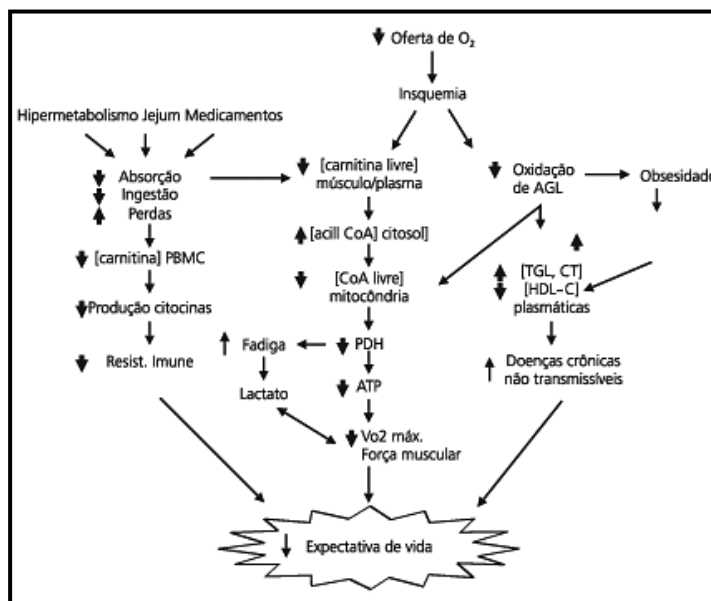 Oferta de O₂
Insquemia
Hipermetabolismo Jejum Medicamentos
[carnitina livre]
músculo/plasma
Oxidação
de AGL
Obsesidade
Absorção
Ingestão
Perdas
[acill CoA] citosol]
[carnitina] PBMC
[CoA livre]
mitocôndria
[TGL, CT]
[HDL-C]
plasmáticas
Produção citocinas
Fadiga
PDH
Resist. Imune
Doenças crônicas
não transmissíveis
Lactato
ATP
Vo2 máx.
Força muscular
Expectativa de vida